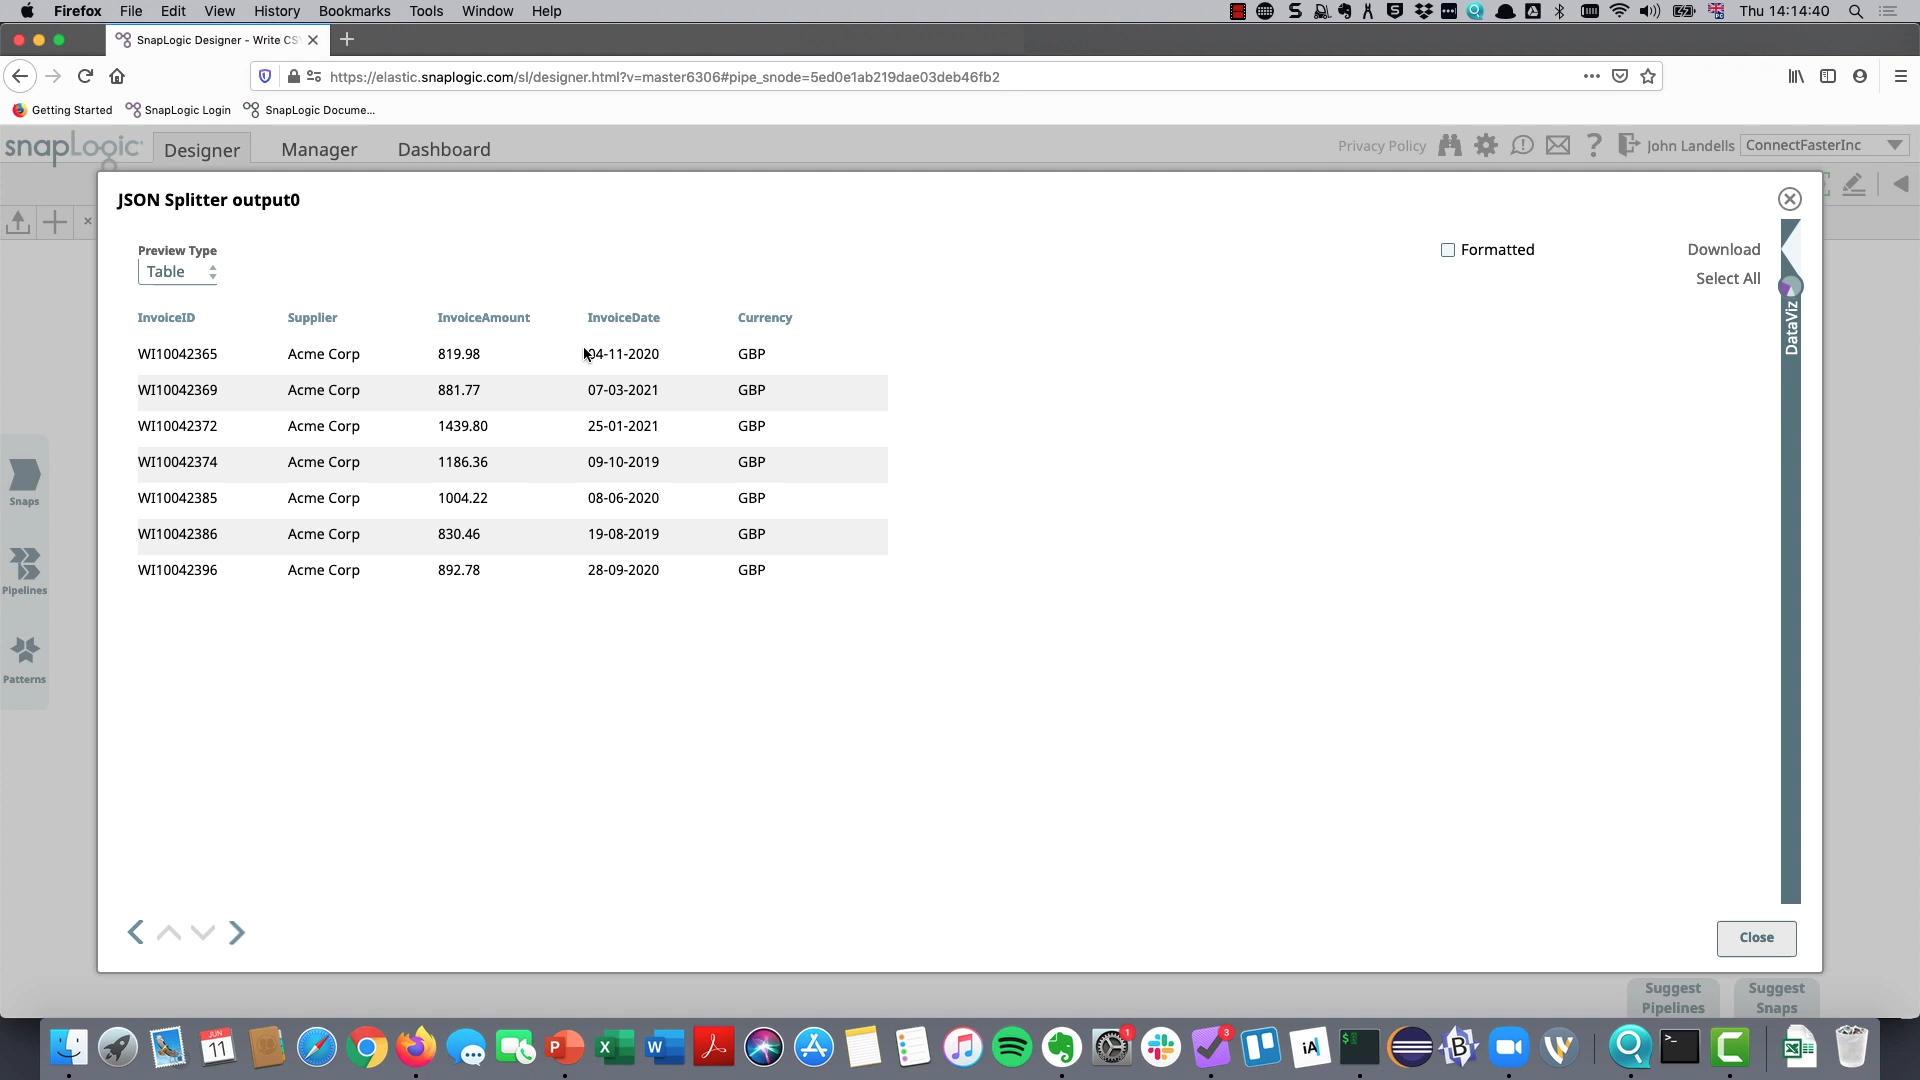 Firefox File Edit View History Bookmarks Tools Window Help Thu 14:14:40
SnapLogic Designer - Write CS
https://elastic.snaplogic.com/sl/designer.html?v=master6306#pipe_snode=5ed0e1ab219dae03deb46fb2
Getting Started SnapLogic Login SnapLogic Docume...
snapLogic Designer Manager Dashboard Privacy Policy John Landells ConnectFasterInc
JSON Splitter output0
Preview Type
Table
Formatted
Download
Select All
DataViz
InvoiceID Supplier InvoiceAmount InvoiceDate Currency
WI10042365 Acme Corp 819.98 04-11-2020 GBP
WI10042369 Acme Corp 881.77 07-03-2021 GBP
WI10042372 Acme Corp 1439.80 25-01-2021 GBP
WI10042374 Acme Corp 1186.36 09-10-2019 GBP
WI10042385 Acme Corp 1004.22 08-06-2020 GBP
WI10042386 Acme Corp 830.46 19-08-2019 GBP
WI10042396 Acme Corp 892.78 28-09-2020 GBP
Snaps
Pipelines
Patterns
Close
Suggest Pipelines
Suggest Snaps
JUN
11
1
3
iA